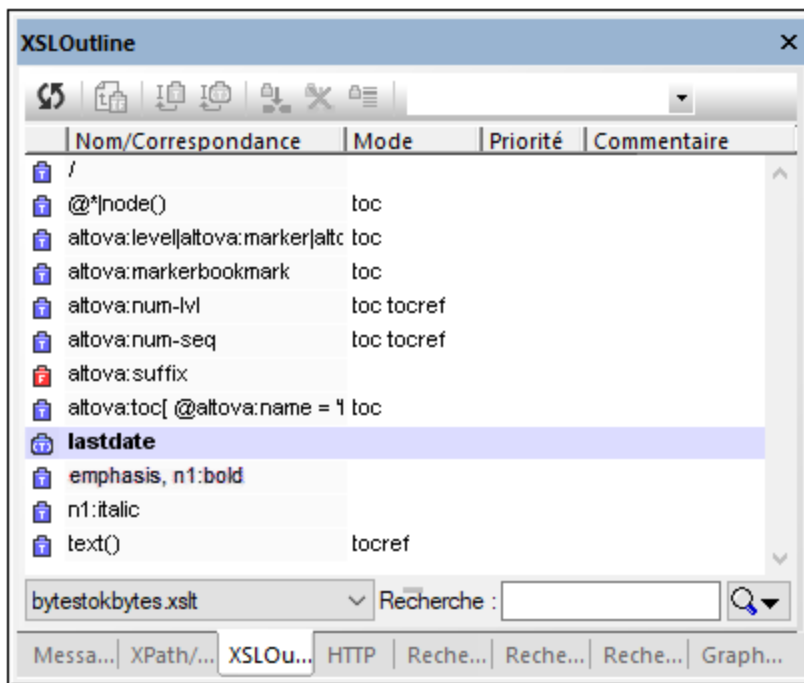 XSLOutline
Nom/Correspondance Mode Priorité Commentaire
/
@*|node() toc
altova:level|altova:marker|altc toc
altova:markerbookmark toc
altova:num-lvl toc tocref
altova:num-seq toc tocref
altova:suffix
altova:toc[ @altova:name = 'l toc
lastdate
emphasis, n1:bold
n1:italic
text() tocref
bytestokbytes.xslt Recherche :
Messa... XPath/... XSLOu... HTTP Reche... Reche... Reche... Graph...